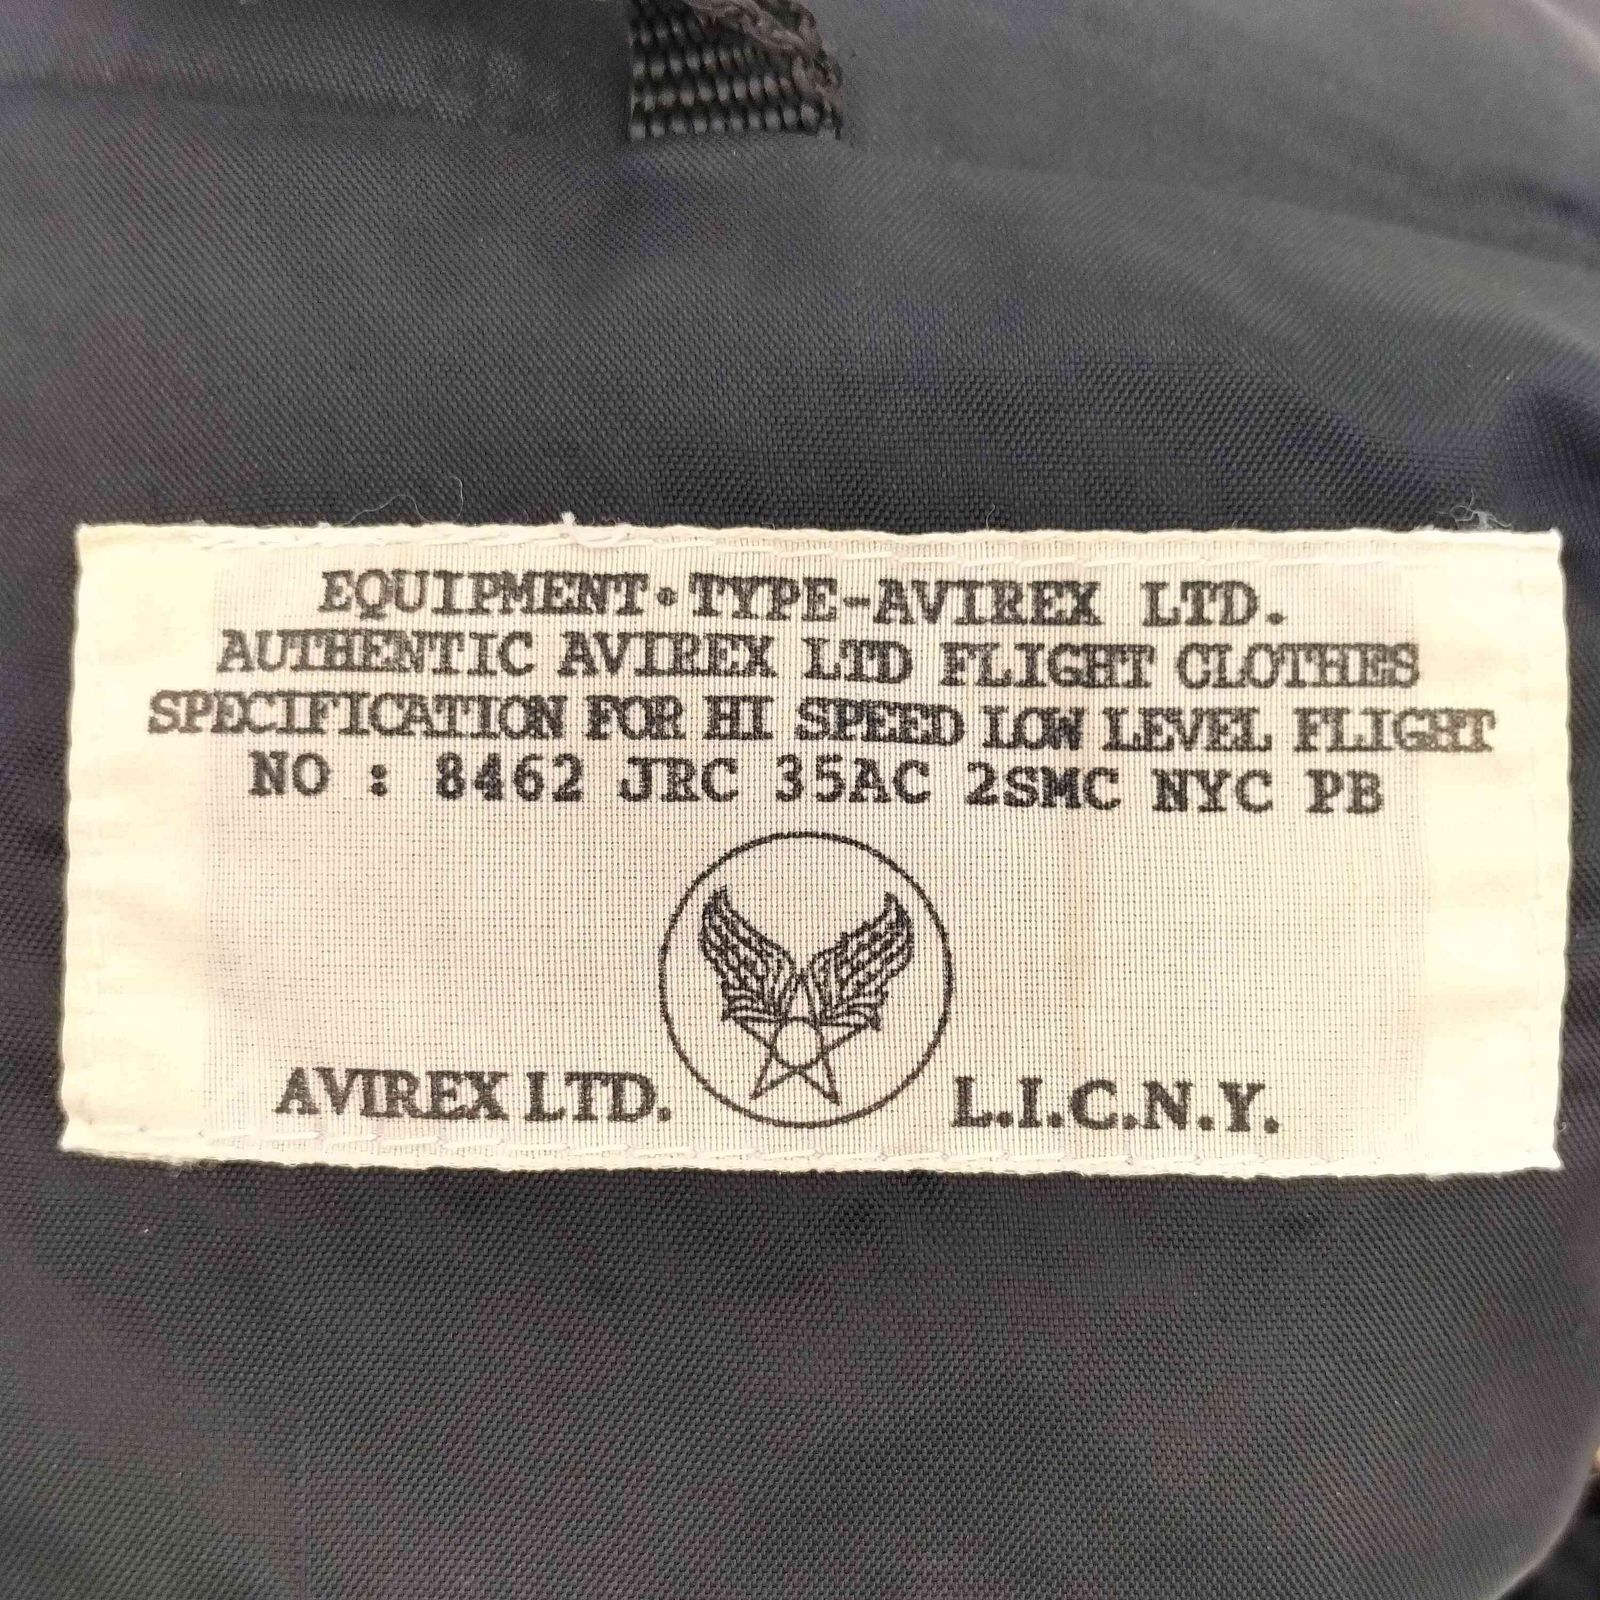 EQUIPMENT•TYPE-AVIREX LTD.
AUTHENTIC AVIREX LTD FLIGHT CLOTHES
SPECIFICATION FOR HI SPEED LOW LEVEL FLIGHT
NO : 8462 JRC 35AC 2SMC NYC PB
AVIREX LTD. L.I.C.N.Y.